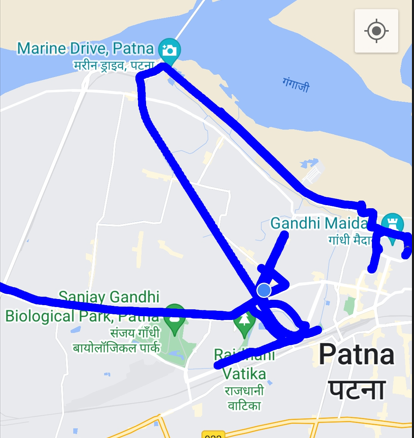 Marine Drive, Patna
मरीन ड्राइव, पटना
गंगाजी
Gandhi Maida
गांधी मैदा
Sanjay Gandhi
Biological Park, Patna
संजय गाँधी
बायोलॉजिकल पार्क
Vatika
राजधानी
वाटिका
Patna
पटना